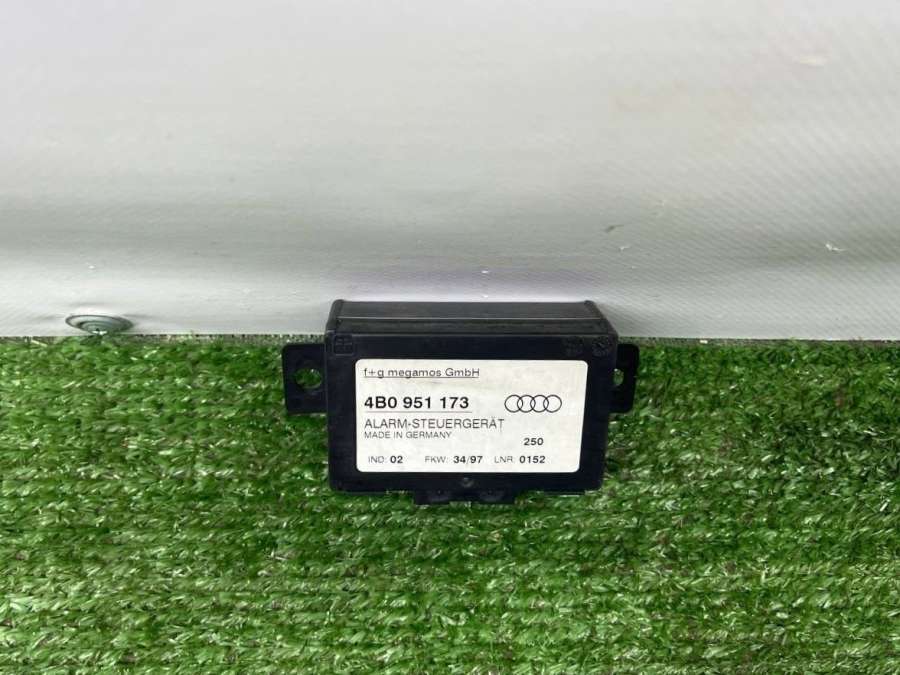 f+g megamos GmbH
4B0 951 173
ALARM-STEUERGERÄT
MADE IN GERMANY
250
IND: 02 FKW: 34/97 LNR: 0152